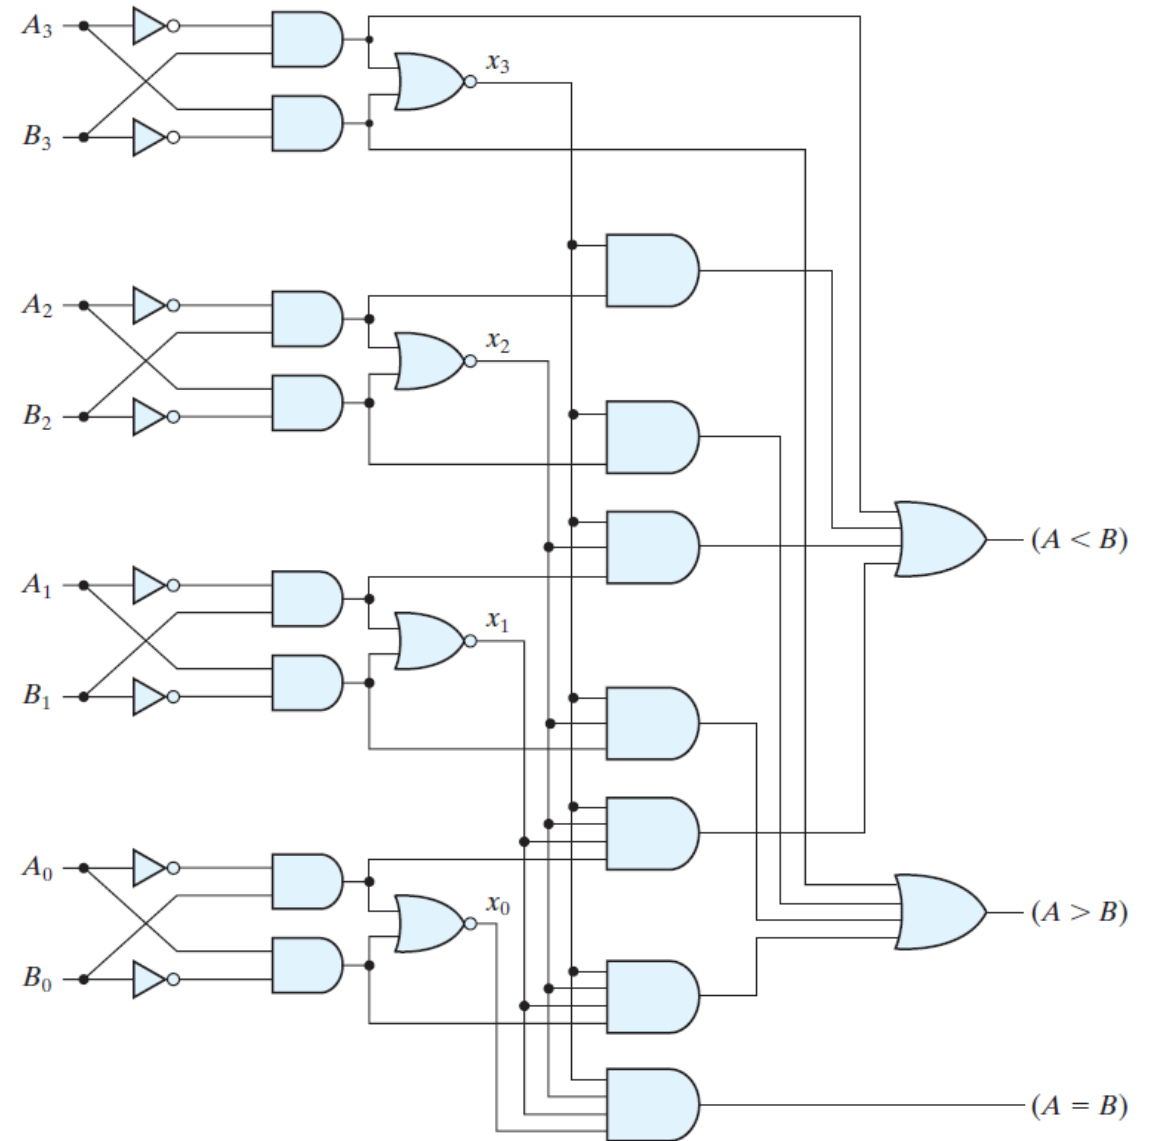 A₃
x₃
B₃
A₂
x₂
B₂
(A < B)
A₁
x₁
B₁
A₀
x₀
(A > B)
B₀
(A = B)